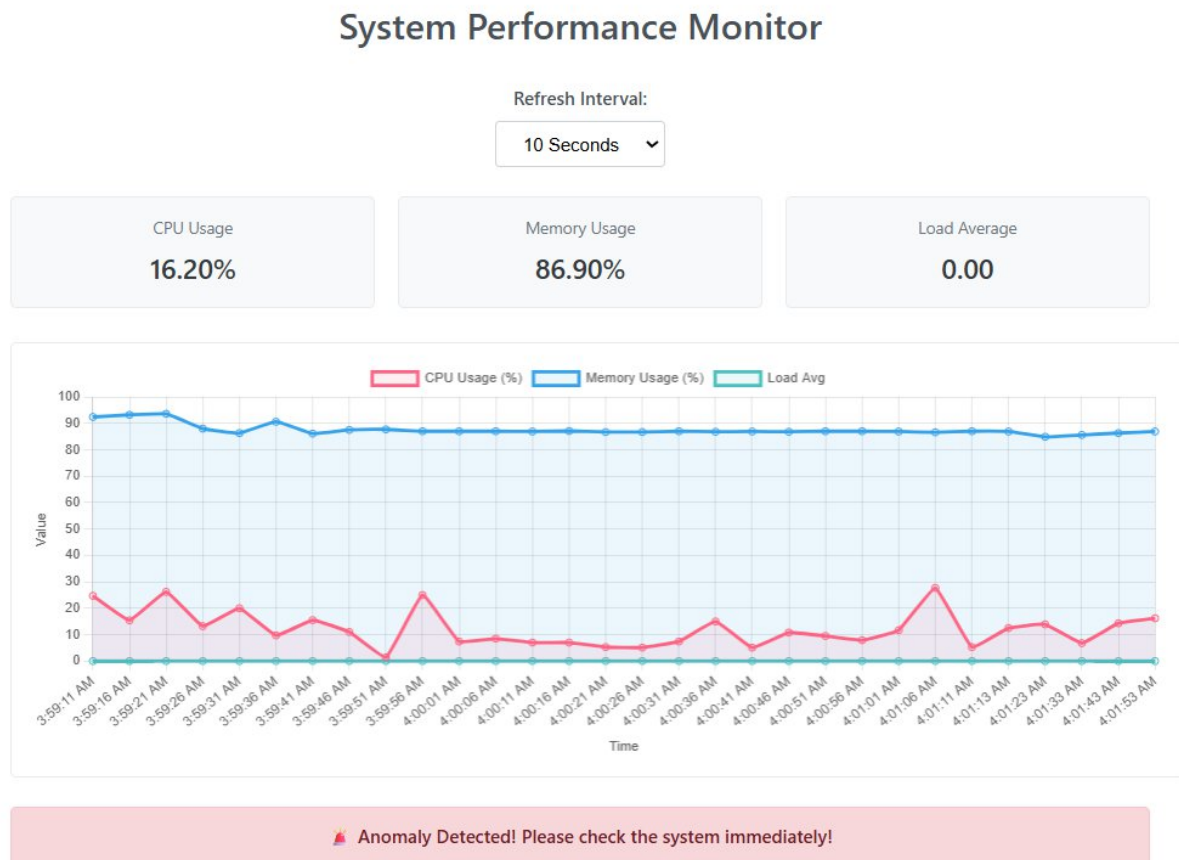 System Performance Monitor
Refresh Interval:
10 Seconds
CPU Usage
16.20%
Memory Usage
86.90%
Load Average
0.00
CPU Usage (%) Memory Usage (%) Load Avg
100
90
80
70
60
50
40
30
20
10
0
Value
3:59:11 AM
3:59:16 AM
3:59:21 AM
3:59:26 AM
3:59:31 AM
3:59:36 AM
3:59:41 AM
3:59:46 AM
3:59:51 AM
3:59:56 AM
4:00:01 AM
4:00:06 AM
4:00:11 AM
4:00:16 AM
4:00:21 AM
4:00:26 AM
4:00:31 AM
4:00:36 AM
4:00:41 AM
4:00:46 AM
4:00:51 AM
4:00:56 AM
4:01:01 AM
4:01:06 AM
4:01:11 AM
4:01:13 AM
4:01:23 AM
4:01:33 AM
4:01:43 AM
4:01:53 AM
Time
🚨 Anomaly Detected! Please check the system immediately!